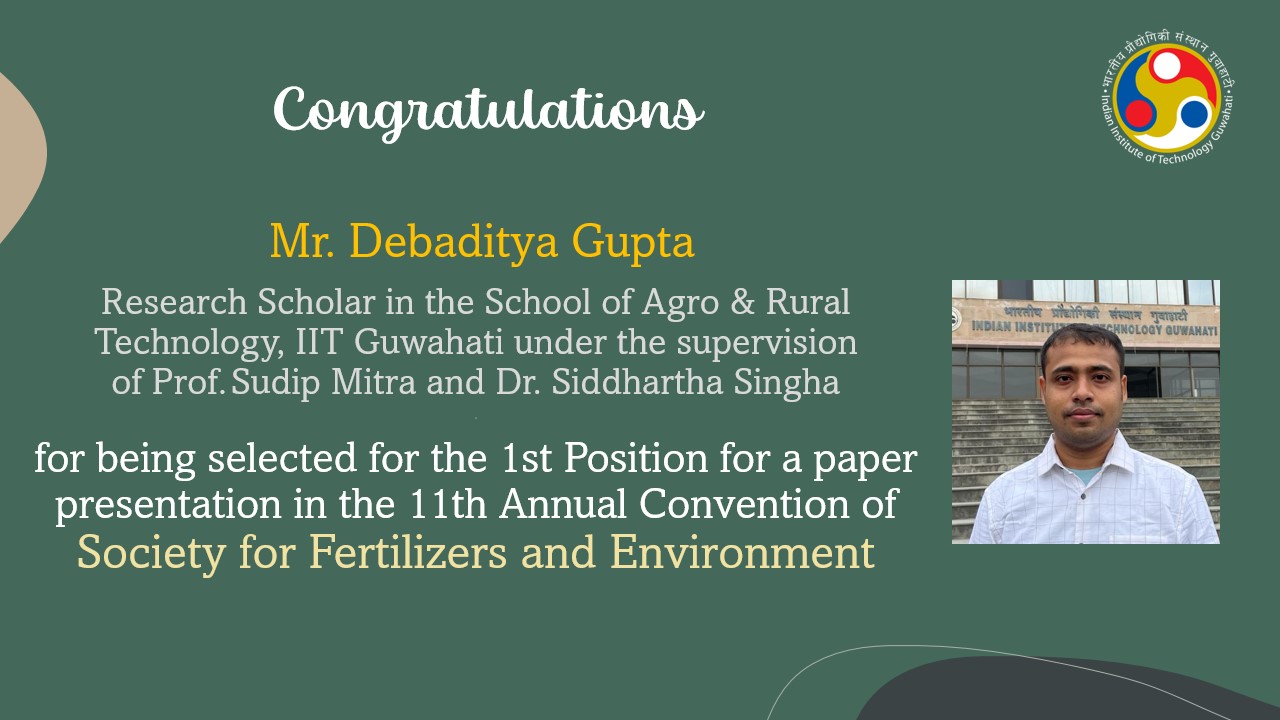 Congratulations
भारतीय प्रौद्योगिकी संस्थान गुवाहाटी
Indian Institute of Technology Guwahati
Mr. Debaditya Gupta
Research Scholar in the School of Agro & Rural
Technology, IIT Guwahati under the supervision
of Prof. Sudip Mitra and Dr. Siddhartha Singha
for being selected for the 1st Position for a paper
presentation in the 11th Annual Convention of
Society for Fertilizers and Environment
भारतीय प्रौद्योगिकी संस्थान गुवाहाटी
INDIAN INSTITU TECHNOLOGY GUWAHATI